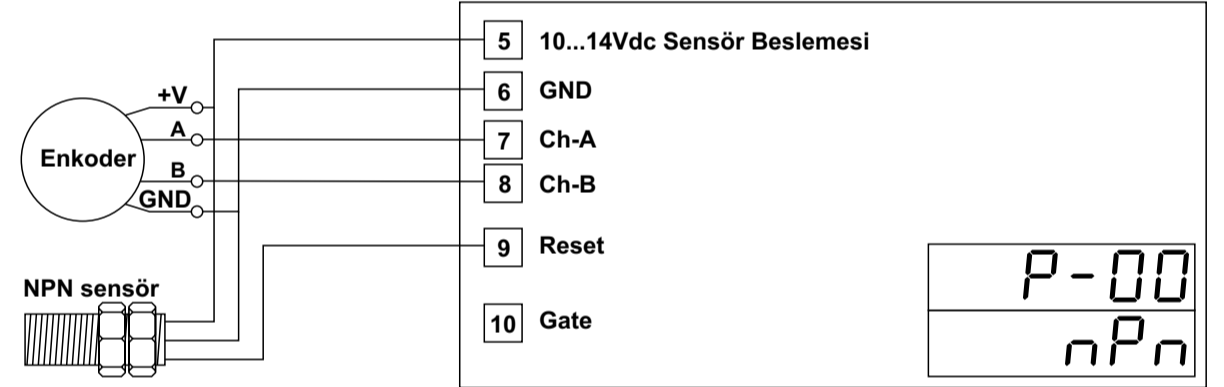 5 10...14Vdc Sensör Beslemesi
6 GND
+V
A
7 Ch-A
Enkoder
B
8 Ch-B
GND
9 Reset
P-00
NPN sensör
10 Gate
nPn